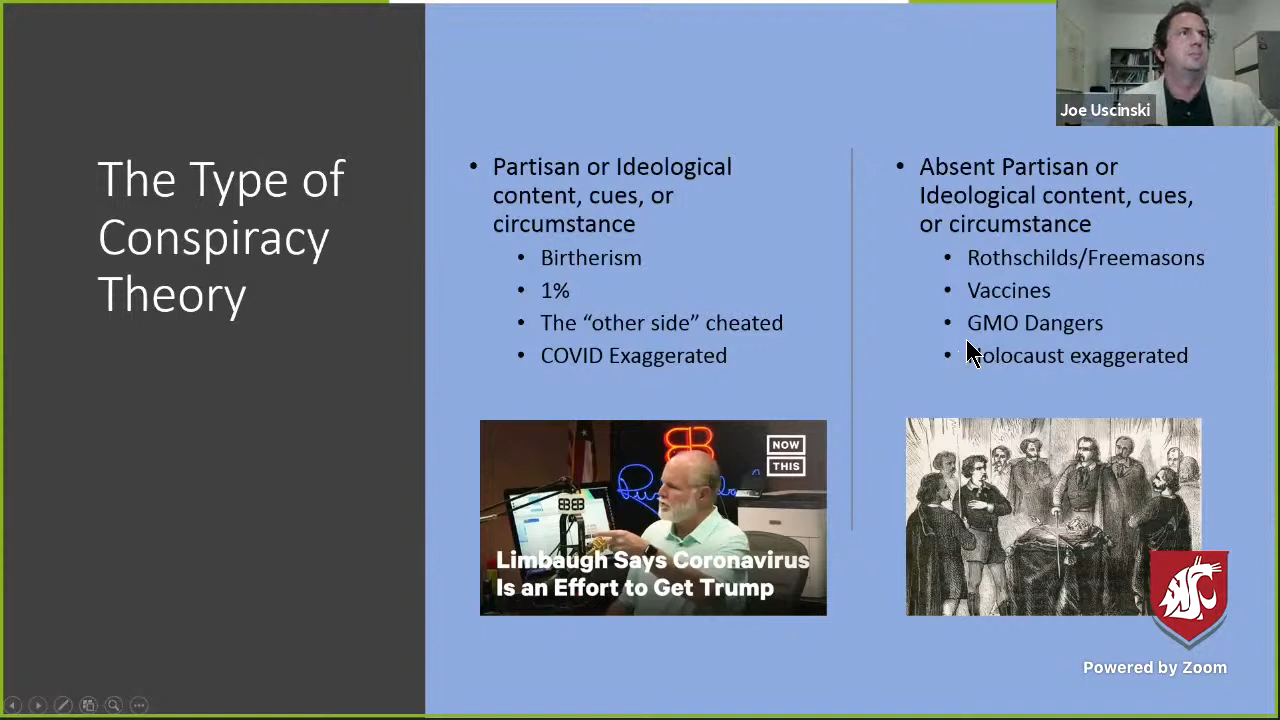 Joe Uscinski
The Type of
Conspiracy
Theory
• Partisan or Ideological
content, cues, or
circumstance
• Birtherism
• 1%
• The “other side” cheated
• COVID Exaggerated
• Absent Partisan or
Ideological content, cues,
or circumstance
• Rothschilds/Freemasons
• Vaccines
• GMO Dangers
• Holocaust exaggerated
NOW
THIS
Limbaugh Says Coronavirus
Is an Effort to Get Trump
Powered by Zoom